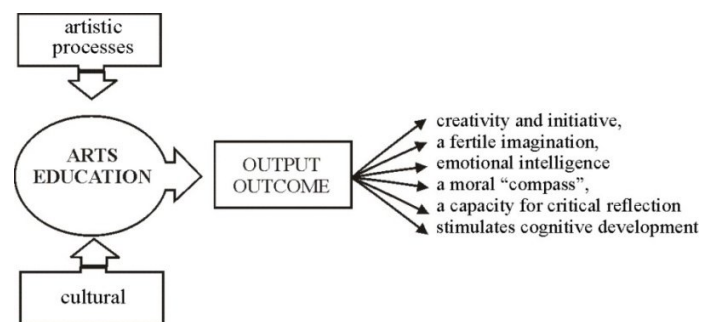 artistic
processes
ARTS
EDUCATION
OUTPUT
OUTCOME
creativity and initiative,
a fertile imagination,
emotional intelligence
a moral “compass”,
a capacity for critical reflection
stimulates cognitive development
cultural